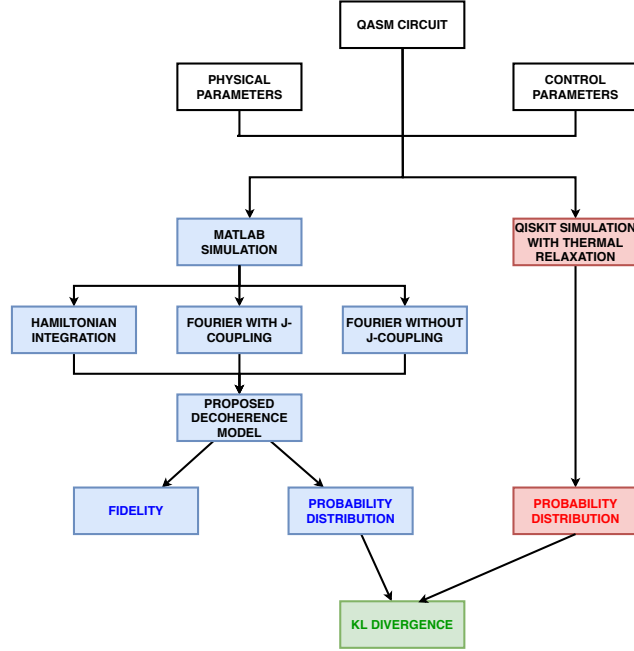 QASM CIRCUIT
PHYSICAL
PARAMETERS
CONTROL
PARAMETERS
MATLAB
SIMULATION
QISKIT SIMULATION
WITH THERMAL
RELAXATION
HAMILTONIAN
INTEGRATION
FOURIER WITH J-
COUPLING
FOURIER WITHOUT
J-COUPLING
PROPOSED
DECOHERENCE
MODEL
FIDELITY
PROBABILITY
DISTRIBUTION
PROBABILITY
DISTRIBUTION
KL DIVERGENCE